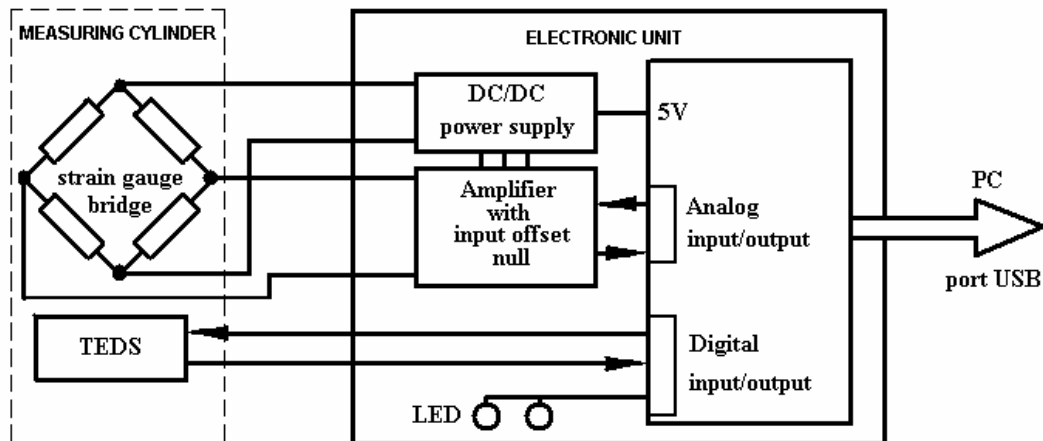 MEASURING CYLINDER
ELECTRONIC UNIT
DC/DC
power supply
5V
strain gauge
bridge
Amplifier
with
input offset
null
Analog
input/output
PC
port USB
TEDS
Digital
input/output
LED